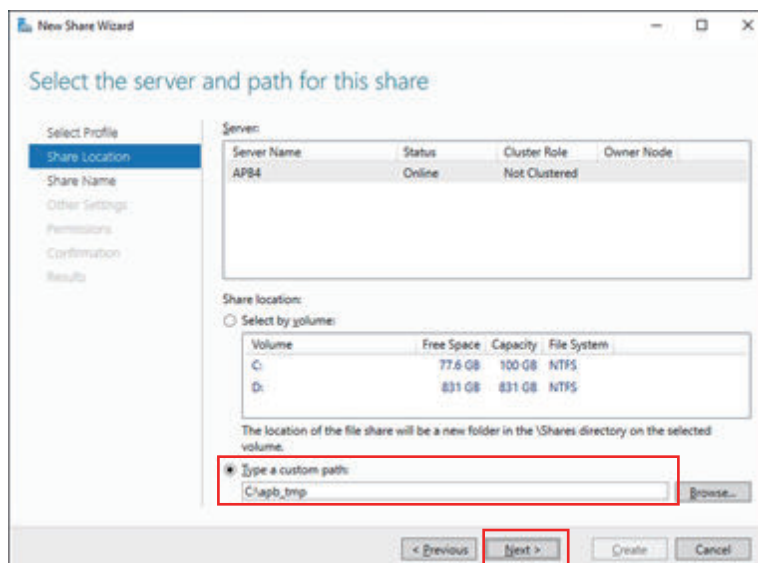 New Share Wizard
Select the server and path for this share
Select Profile
Share Location
Share Name
Other Settings
Permissions
Confirmation
Results
Server:
Server Name Status Cluster Role Owner Node
APB4 Online Not Clustered
Share location:
Select by volume:
Volume Free Space Capacity File System
C: 77.6 GB 100 GB NTFS
D: 831 GB 831 GB NTFS
The location of the file share will be a new folder in the \Shares directory on the selected
volume.
Type a custom path:
C:\apb_tmp
Browse...
< Previous Next > Create Cancel